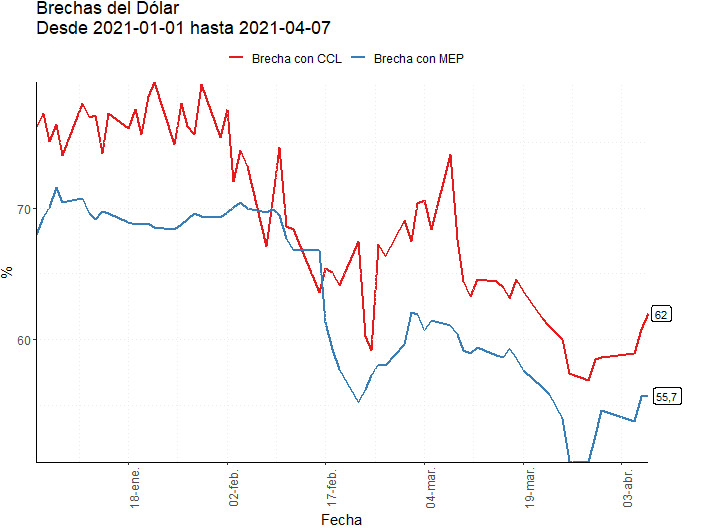 Brechas del Dólar
Desde 2021-01-01 hasta 2021-04-07
Brecha con CCL
Brecha con MEP
70
60
%
62
55,7
18-ene.
02-feb.
17-feb.
04-mar.
19-mar.
03-abr.
Fecha